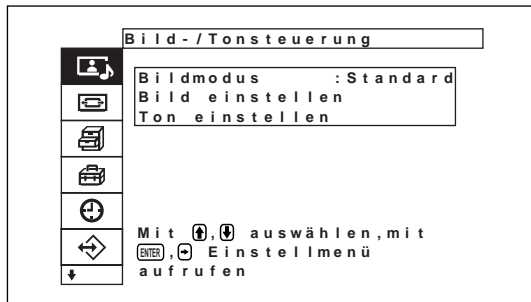 Bild-/Tonsteuerung
Bildmodus :Standard
Bild einstellen
Ton einstellen
Mit ↑,↓ auswählen,mit
ENTER,→ Einstellmenü
aufrufen